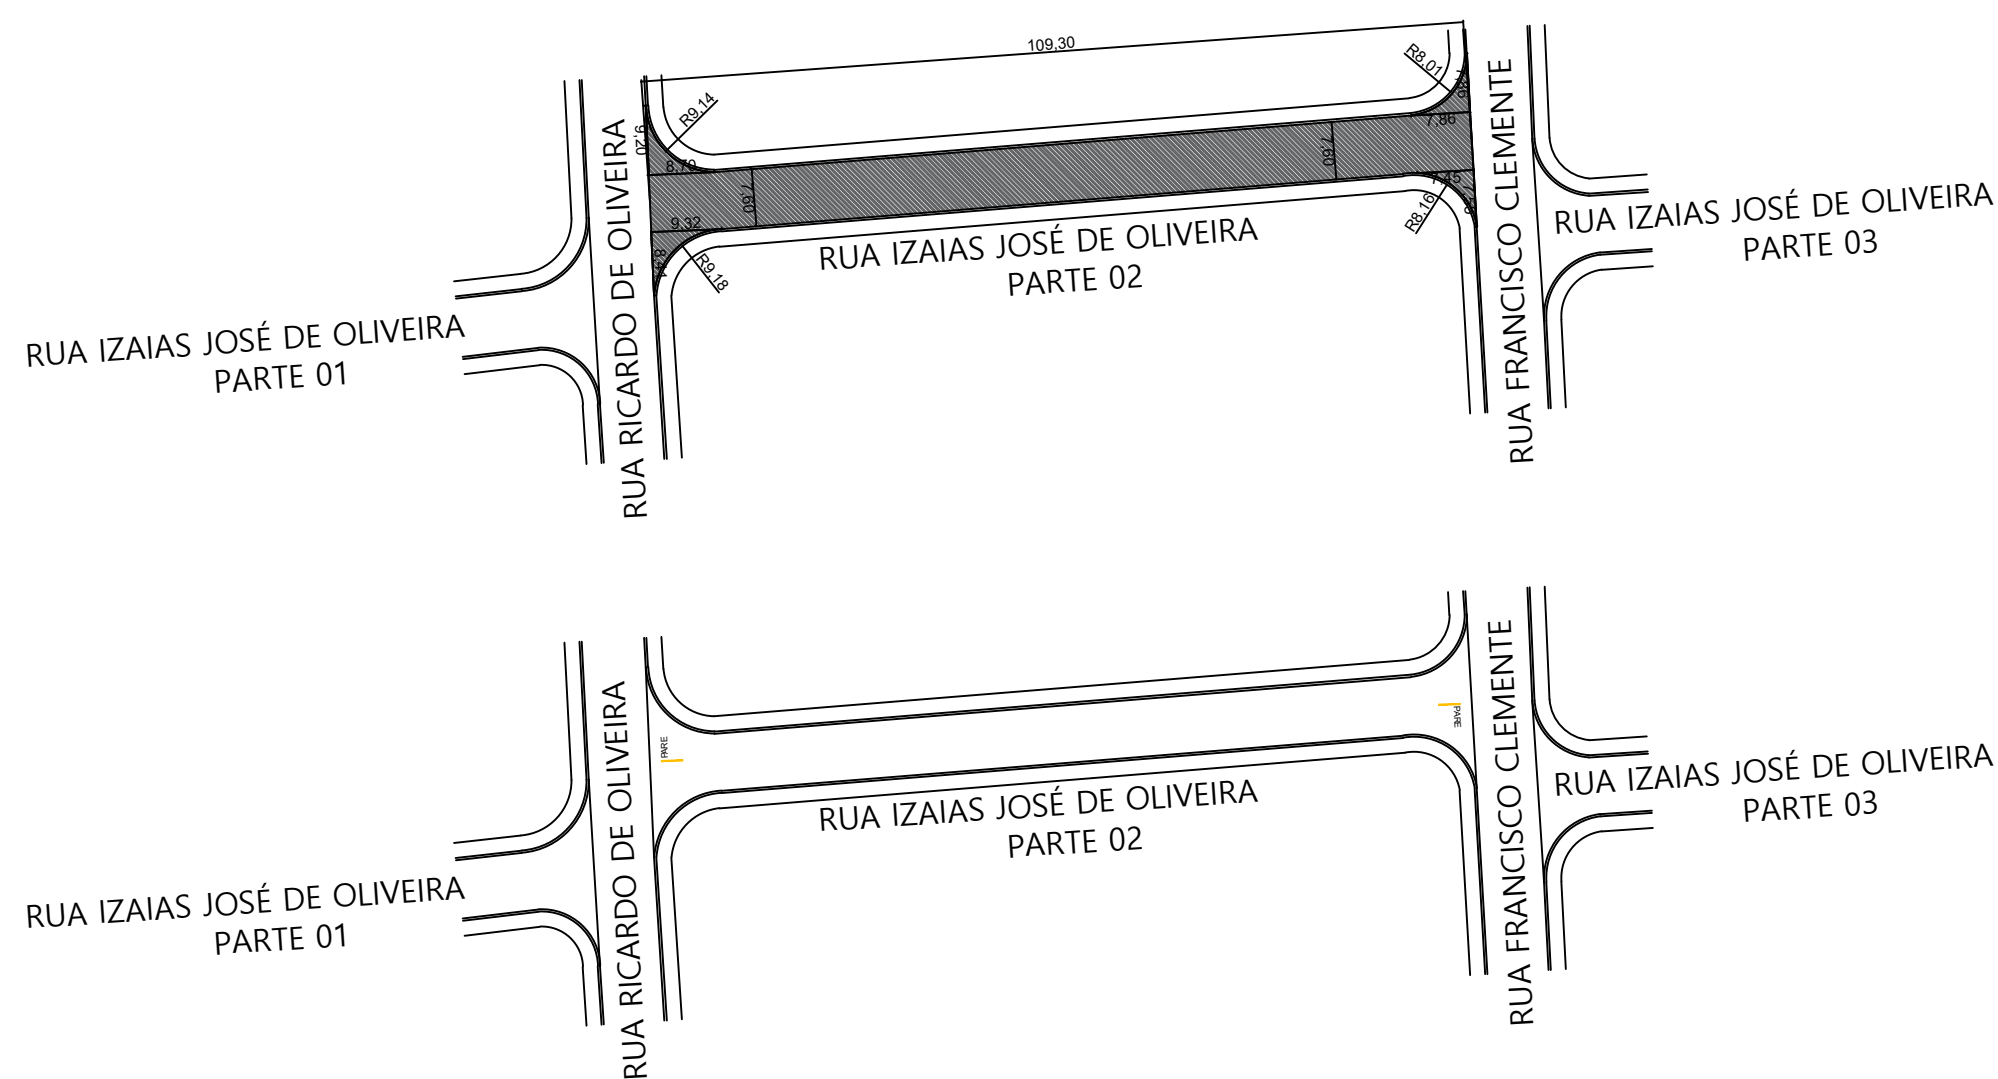 109,30
R9,14
R8,01
7,86
9,20
8,70
7,86
7,60
7,60
7,45
9,32
R8,16
R9,18
RUA RICARDO DE OLIVEIRA
RUA FRANCISCO CLEMENTE
RUA IZAIAS JOSÉ DE OLIVEIRA
PARTE 03
RUA IZAIAS JOSÉ DE OLIVEIRA
PARTE 02
RUA IZAIAS JOSÉ DE OLIVEIRA
PARTE 01
RUA RICARDO DE OLIVEIRA
RUA FRANCISCO CLEMENTE
PARE
PARE
RUA IZAIAS JOSÉ DE OLIVEIRA
PARTE 03
RUA IZAIAS JOSÉ DE OLIVEIRA
PARTE 02
RUA IZAIAS JOSÉ DE OLIVEIRA
PARTE 01